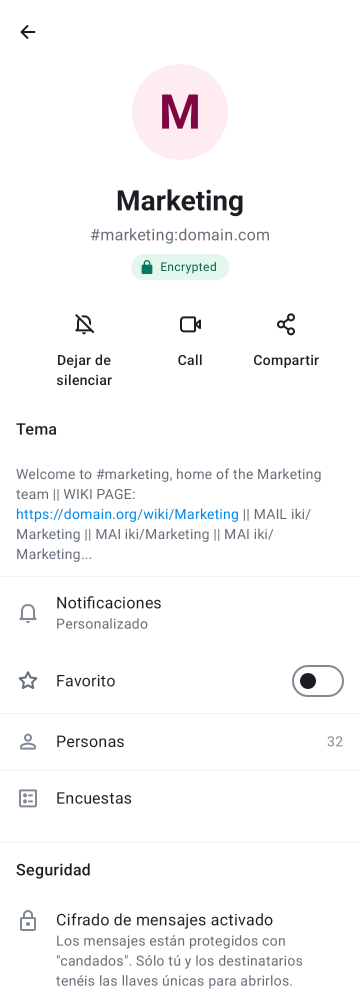 M
Marketing
#marketing:domain.com
Encrypted
Dejar de
silenciar
Call
Compartir
Tema
Welcome to #marketing, home of the Marketing
team || WIKI PAGE:
https://domain.org/wiki/Marketing || MAIL iki/
Marketing || MAI iki/Marketing || MAI iki/
Marketing...
Notificaciones
Personalizado
Favorito
Personas
32
Encuestas
Seguridad
Cifrado de mensajes activado
Los mensajes están protegidos con
"candados". Sólo tú y los destinatarios
tenéis las llaves únicas para abrirlos.